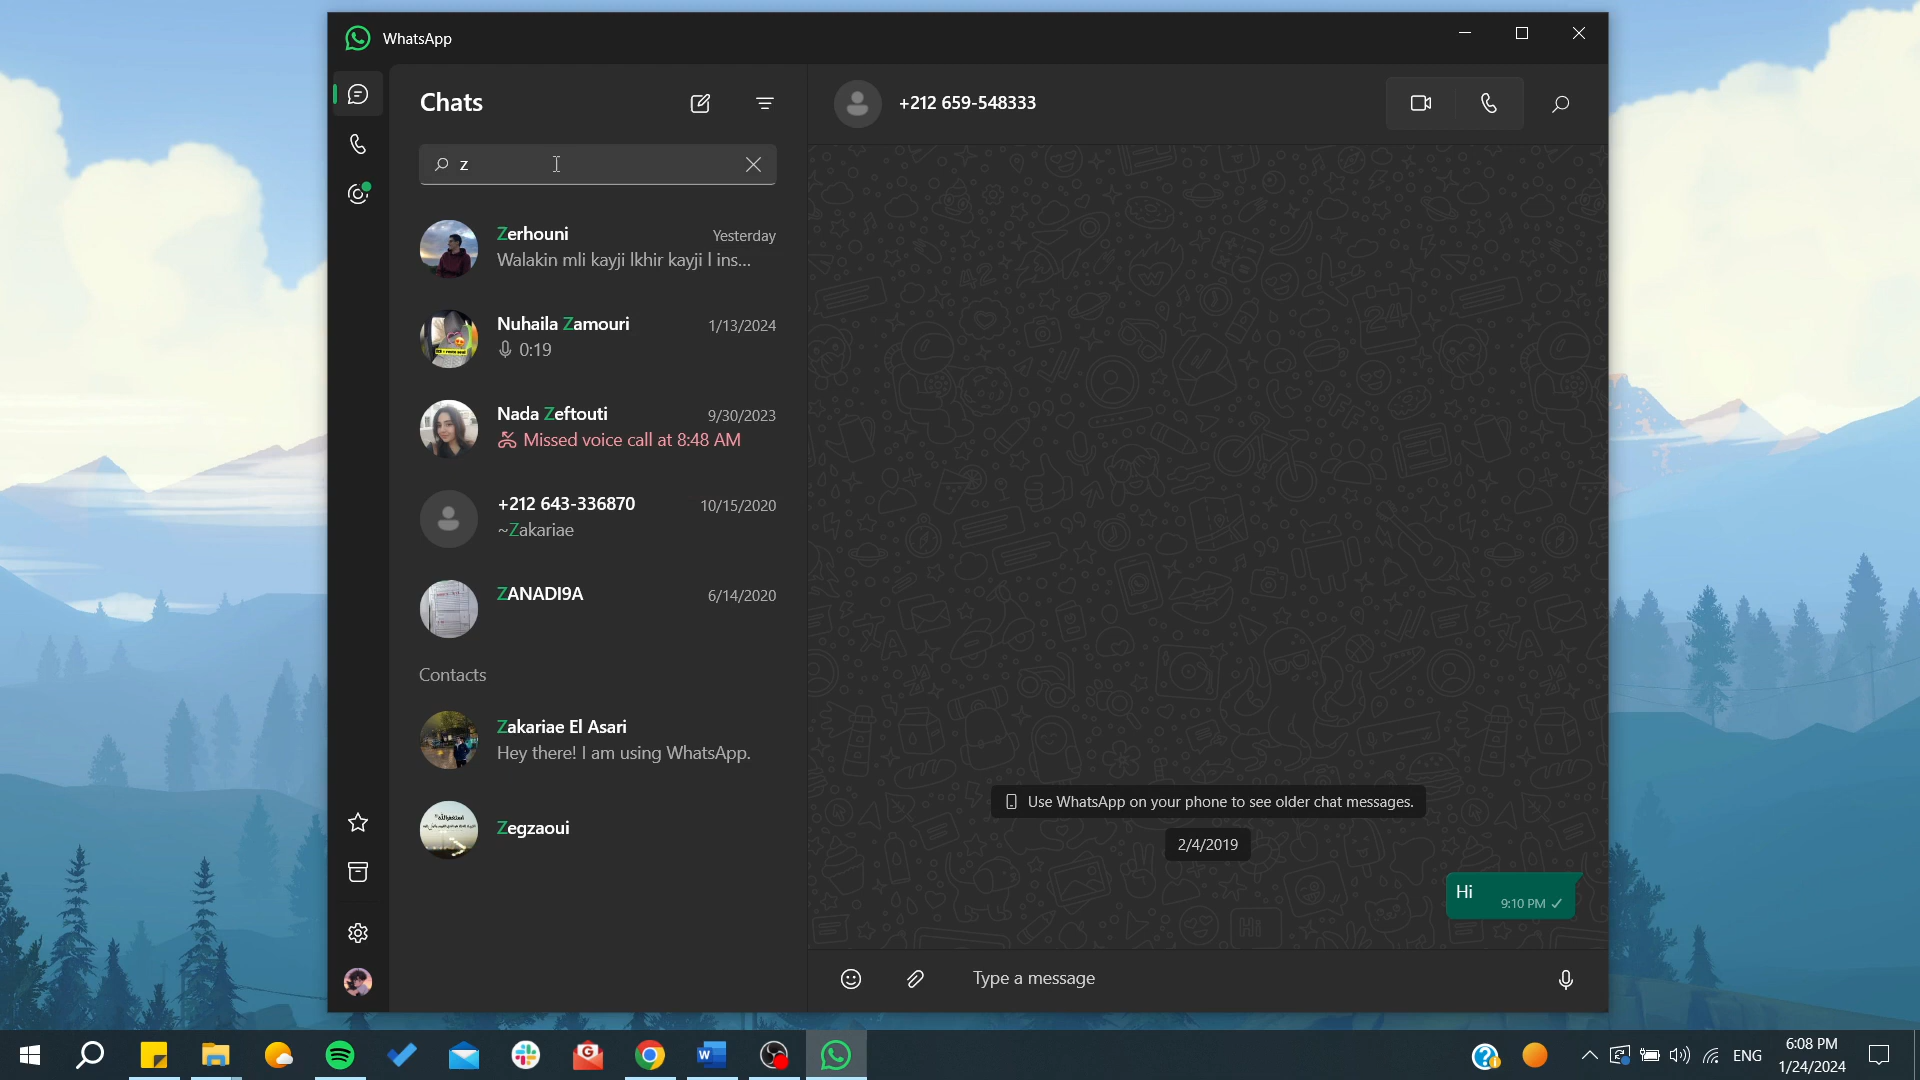 WhatsApp
Chats
z
Zerhouni
Yesterday
Walakin mli kayji lkhir kayji l ins...
Nuhaila Zamouri
1/13/2024
0:19
Nada Zeftouti
9/30/2023
Missed voice call at 8:48 AM
+212 643-336870
10/15/2020
~Zakariae
ZANADI9A
6/14/2020
Contacts
Zakariae El Asari
Hey there! I am using WhatsApp.
Zegzaoui
+212 659-548333
Use WhatsApp on your phone to see older chat messages.
2/4/2019
Hi
9:10 PM
Type a message
ENG
6:08 PM
1/24/2024